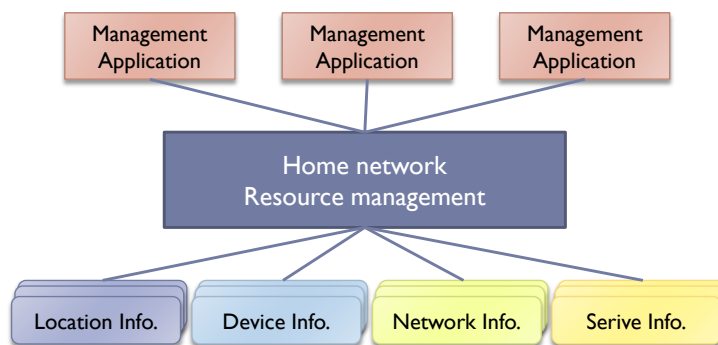 Management
Application
Management
Application
Management
Application
Home network
Resource management
Location Info.
Device Info.
Network Info.
Serive Info.